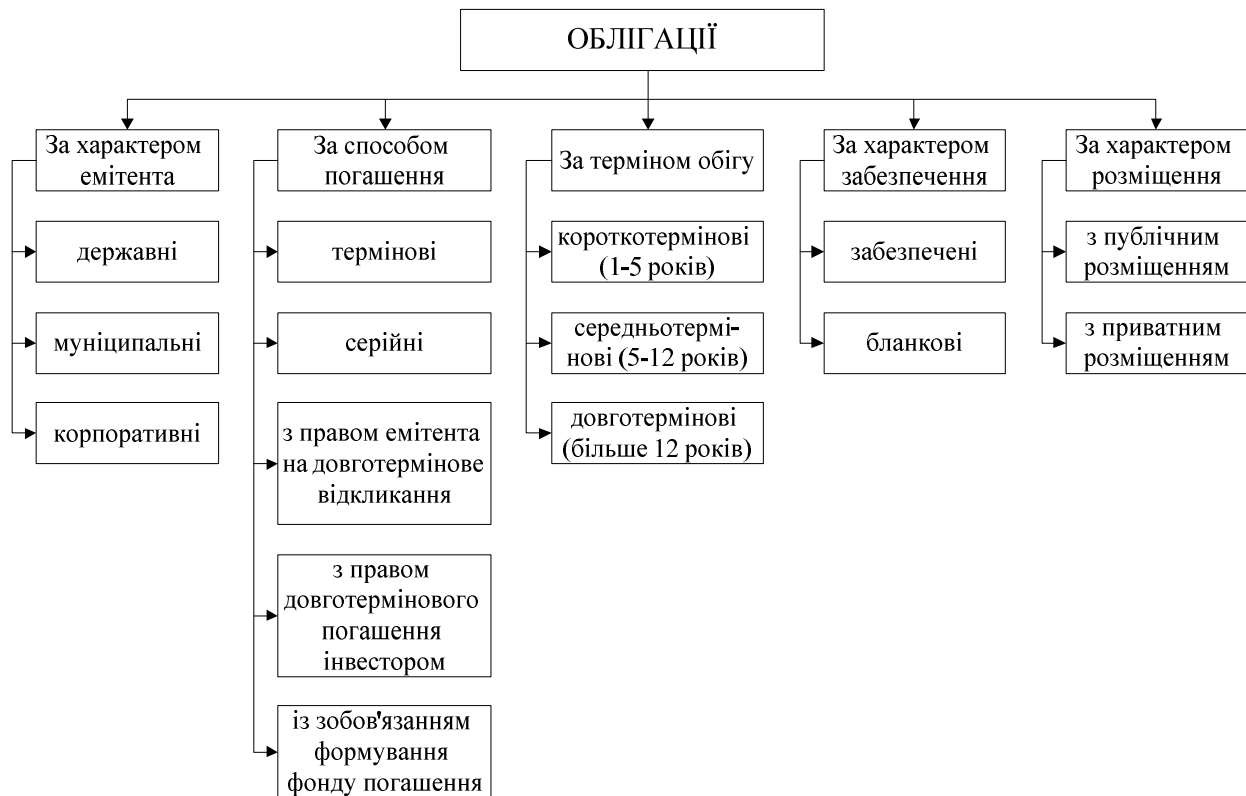 ОБЛІГАЦІЇ
За характером
емітента
державні
муніципальні
корпоративні
За способом
погашення
термінові
серійні
з правом емітента
на довготермінове
відкликання
з правом
довготермінового
погашення
інвестором
із зобов'язанням
формування
фонду погашення
За терміном обігу
короткотермінові
(1-5 років)
середньотермі-
нові (5-12 років)
довготермінові
(більше 12 років)
За характером
забезпечення
забезпечені
бланкові
За характером
розміщення
з публічним
розміщенням
з приватним
розміщенням